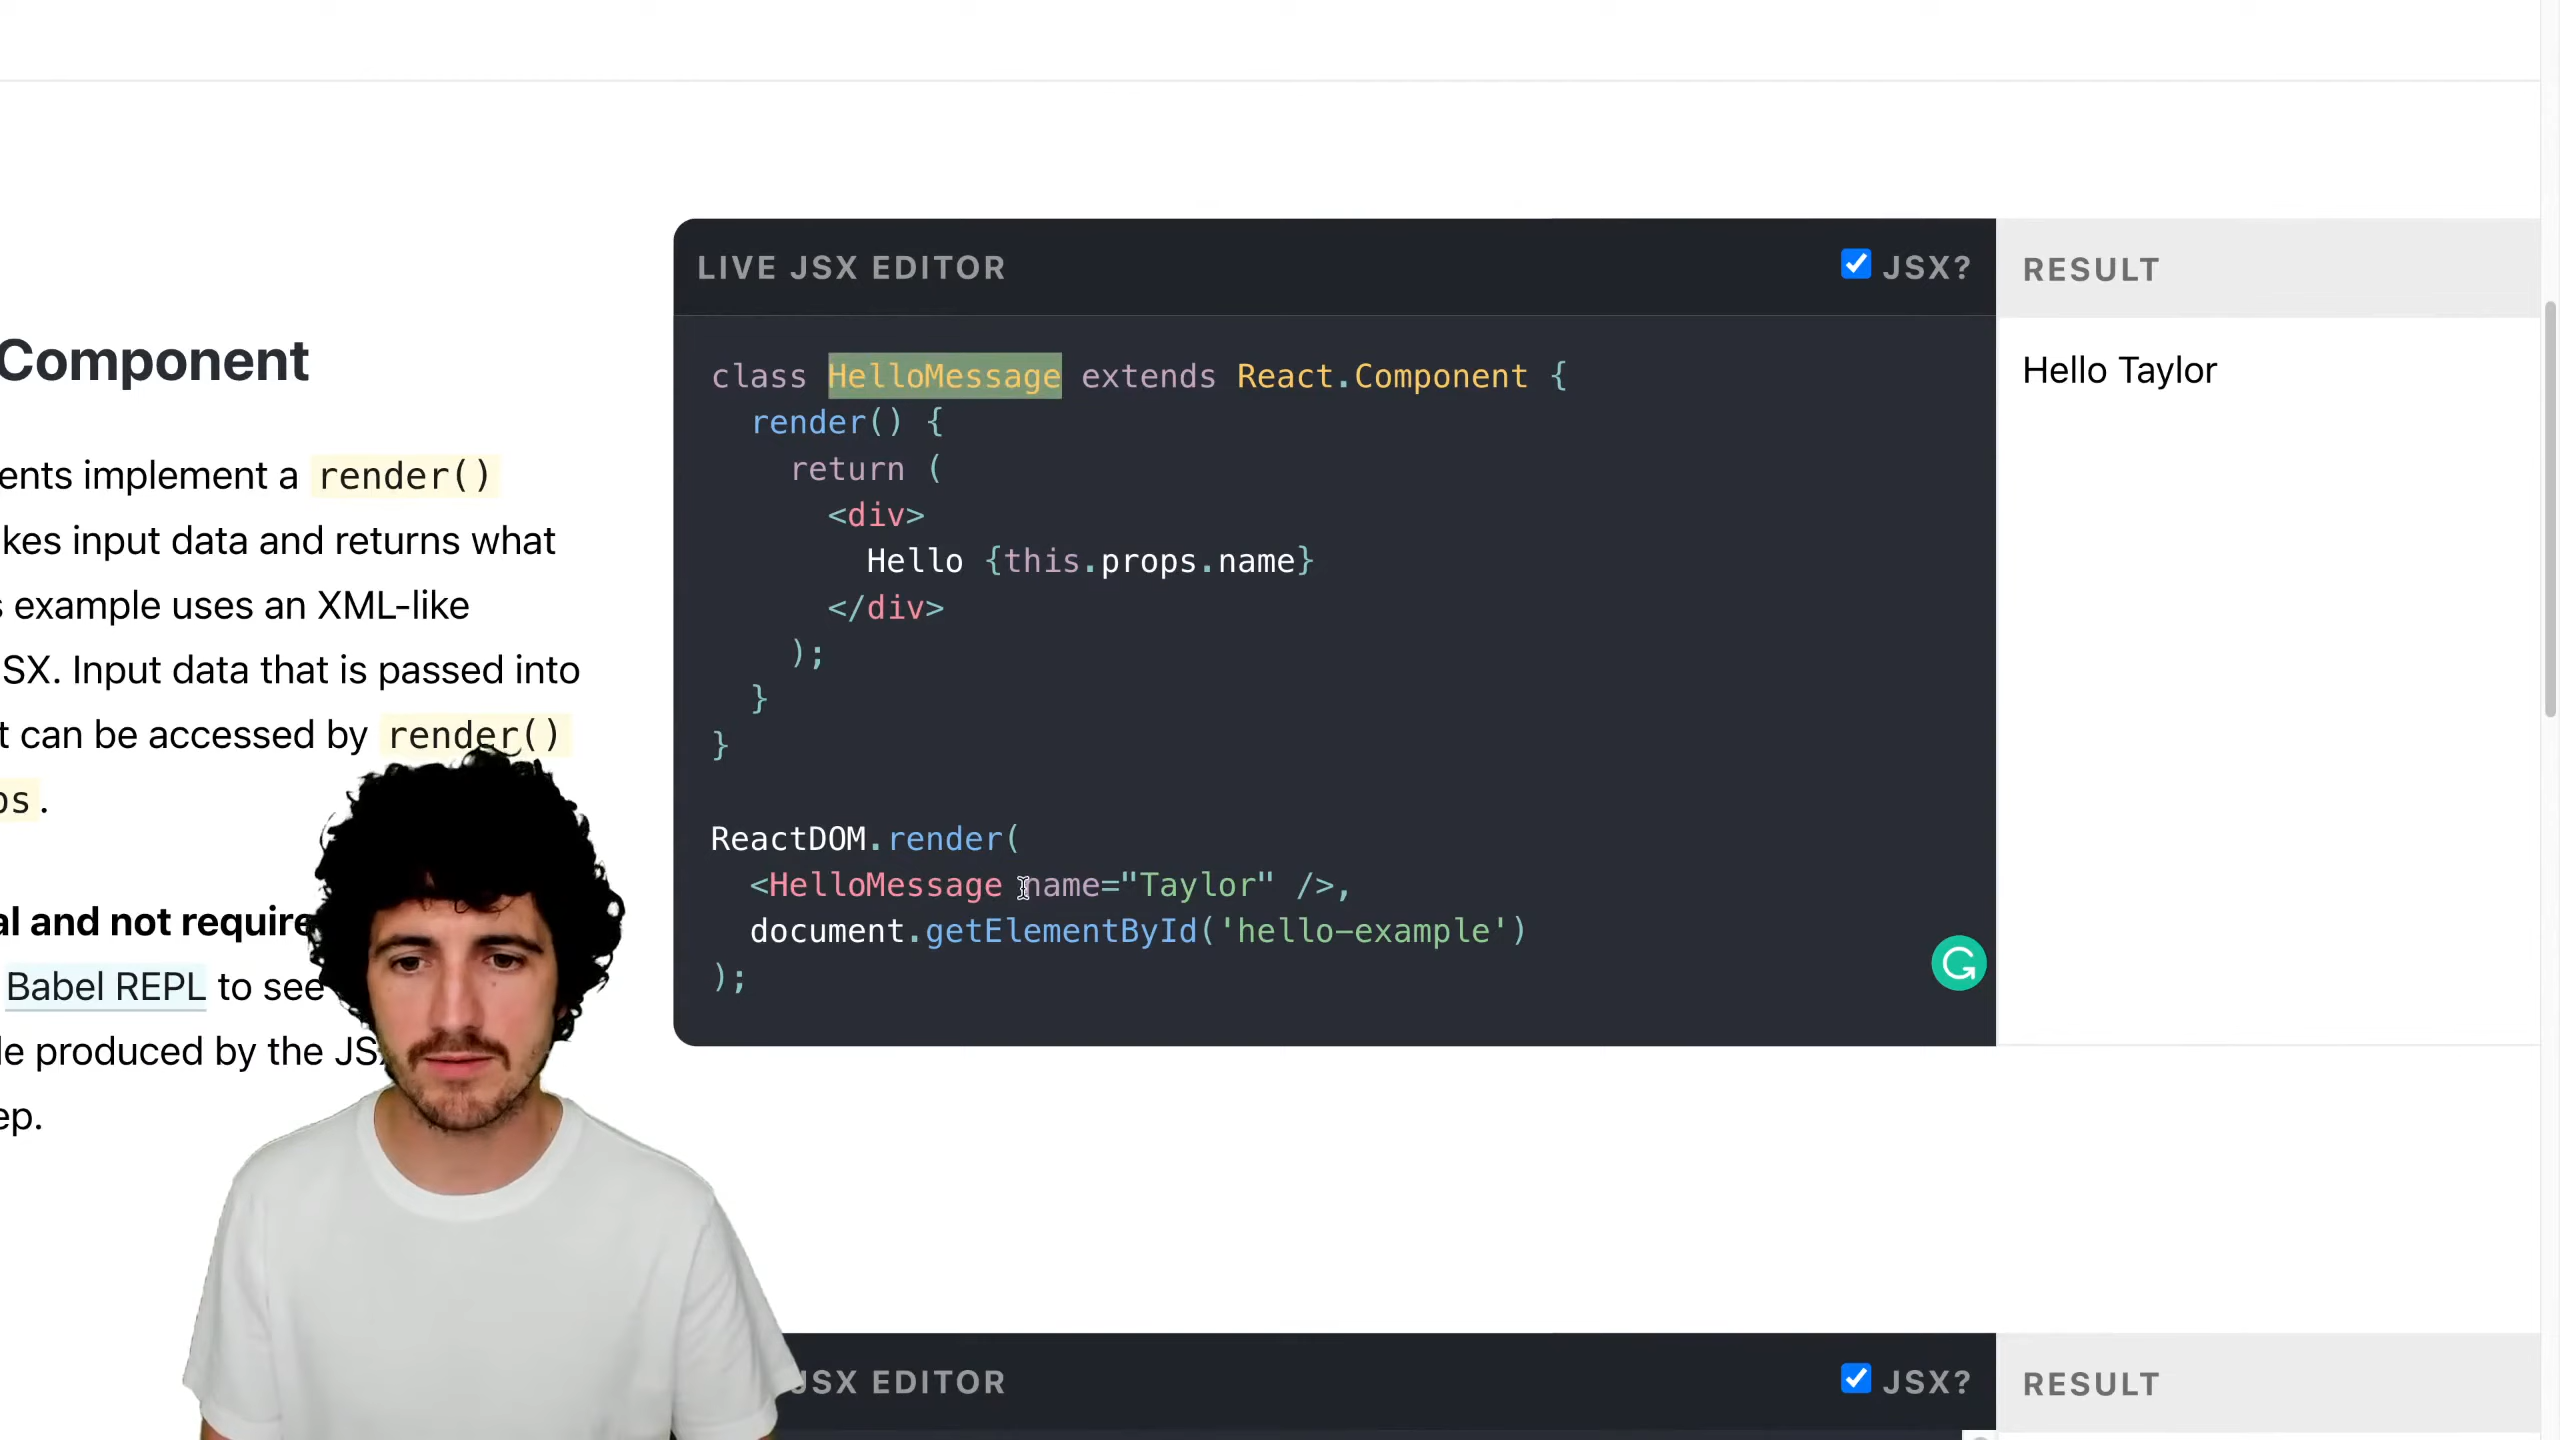 Component
ents implement a render()
kes input data and returns what
s example uses an XML-like
SX. Input data that is passed into
t can be accessed by render()
ps.
al and not require
Babel REPL to see
le produced by the JS
ep.
LIVE JSX EDITOR
JSX?
class HelloMessage extends React.Component {
render() {
return (
<div>
Hello {this.props.name}
</div>
);
}
}
ReactDOM.render(
<HelloMessage name="Taylor" />,
document.getElementById('hello-example')
);
RESULT
Hello Taylor
JSX EDITOR
JSX?
RESULT